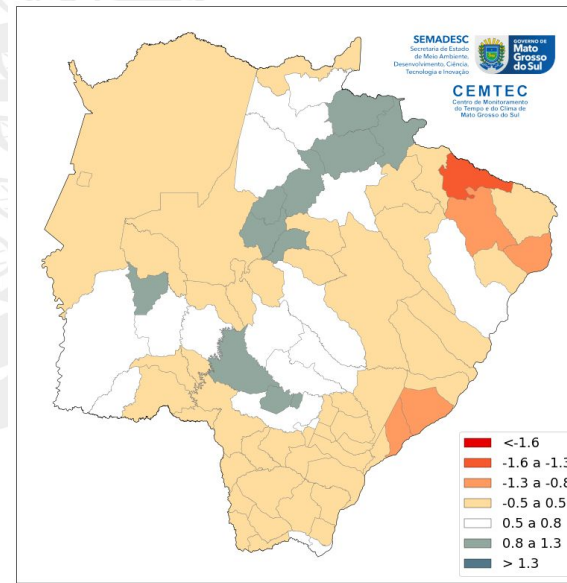 SEMADESC
Secretaria de Estado
de Meio Ambiente,
Desenvolvimento, Ciência,
Tecnologia e Inovação
GOVERNO DE
Mato
Grosso
do Sul
CEMTEC
Centro de Monitoramento
do Tempo e do Clima de
Mato Grosso do Sul
<-1.6
-1.6 a -1.3
-1.3 a -0.8
-0.5 a 0.5
0.5 a 0.8
0.8 a 1.3
> 1.3